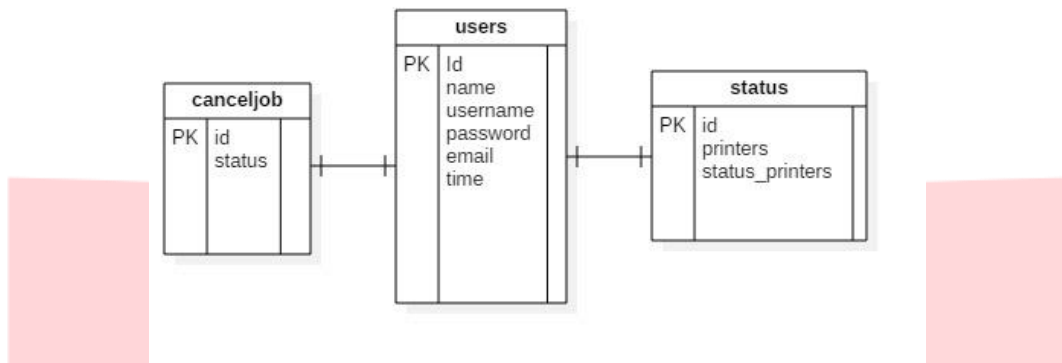 canceljob
PK id
status
users
PK Id
name
username
password
email
time
status
PK id
printers
status_printers